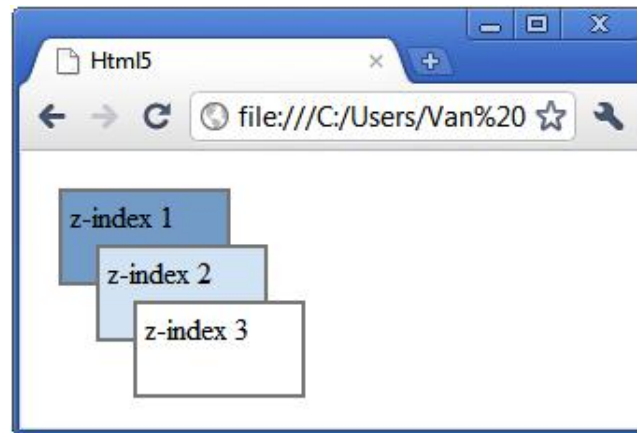 Html5
file:///C:/Users/Van%20
z-index 1
z-index 2
z-index 3